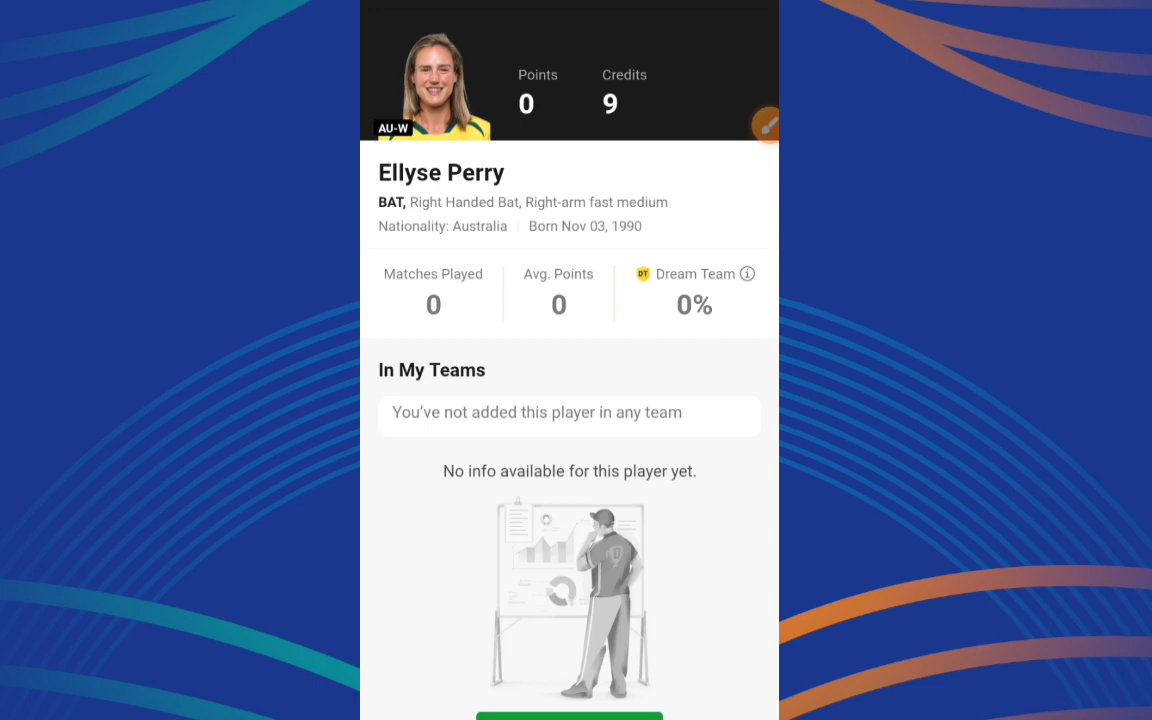 Points
Credits
0
9
AU-W
Ellyse Perry
BAT, Right Handed Bat, Right-arm fast medium
Nationality: Australia
Born Nov 03, 1990
Matches Played
Avg. Points
DT Dream Team
0
0
0%
In My Teams
You’ve not added this player in any team
No info available for this player yet.